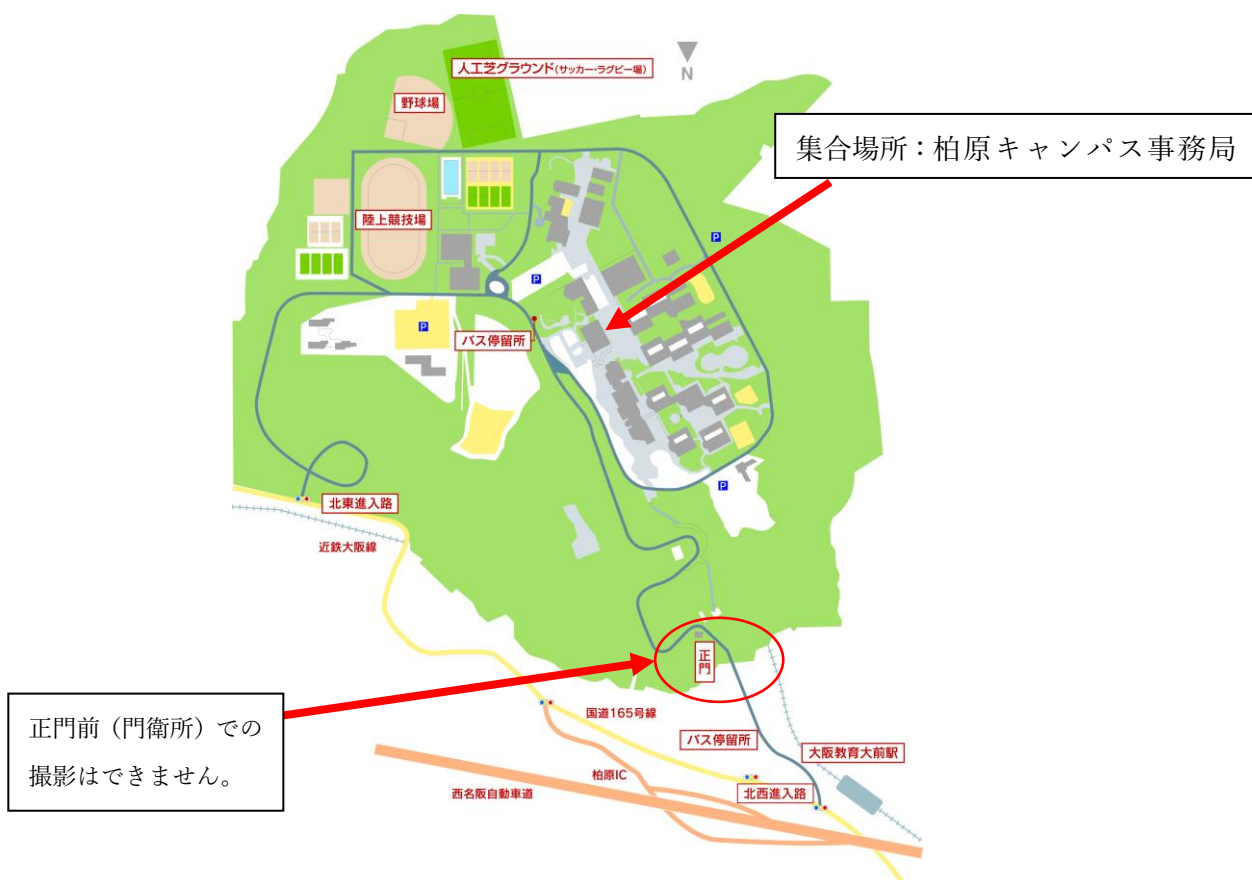 人工芝グラウンド(サッカー・ラグビー場)
N
野球場
集合場所：柏原キャンパス事務局
陸上競技場
P
P
P
バス停留所
P
北東進入路
近鉄大阪線
正門
正門前（門衛所）での
撮影はできません。
国道165号線
バス停留所
大阪教育大前駅
柏原IC
西名阪自動車道
北西進入路